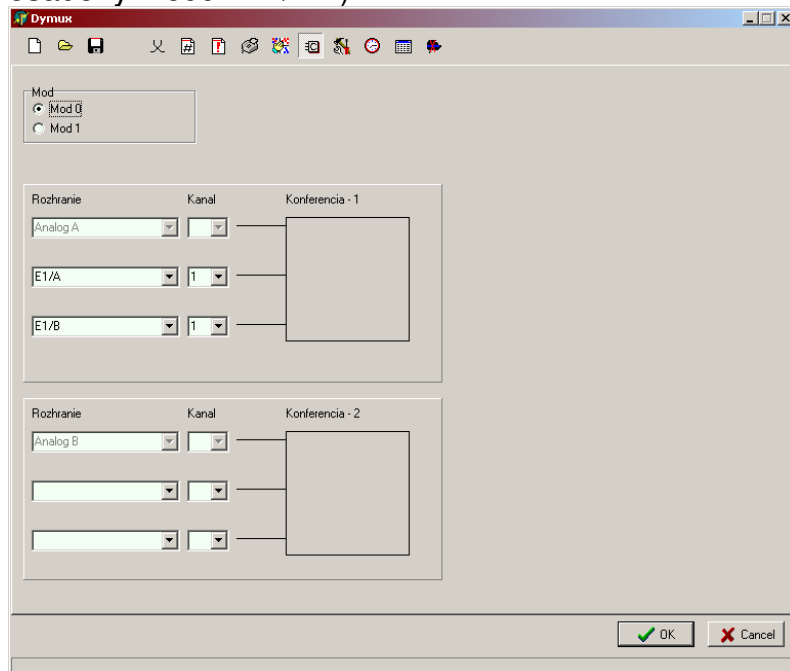 Dymux
Mod
Mod 0
Mod 1
Rozhranie Kanal Konferencia - 1
Analog A
E1/A 1
E1/B 1
Rozhranie Kanal Konferencia - 2
Analog B
OK Cancel